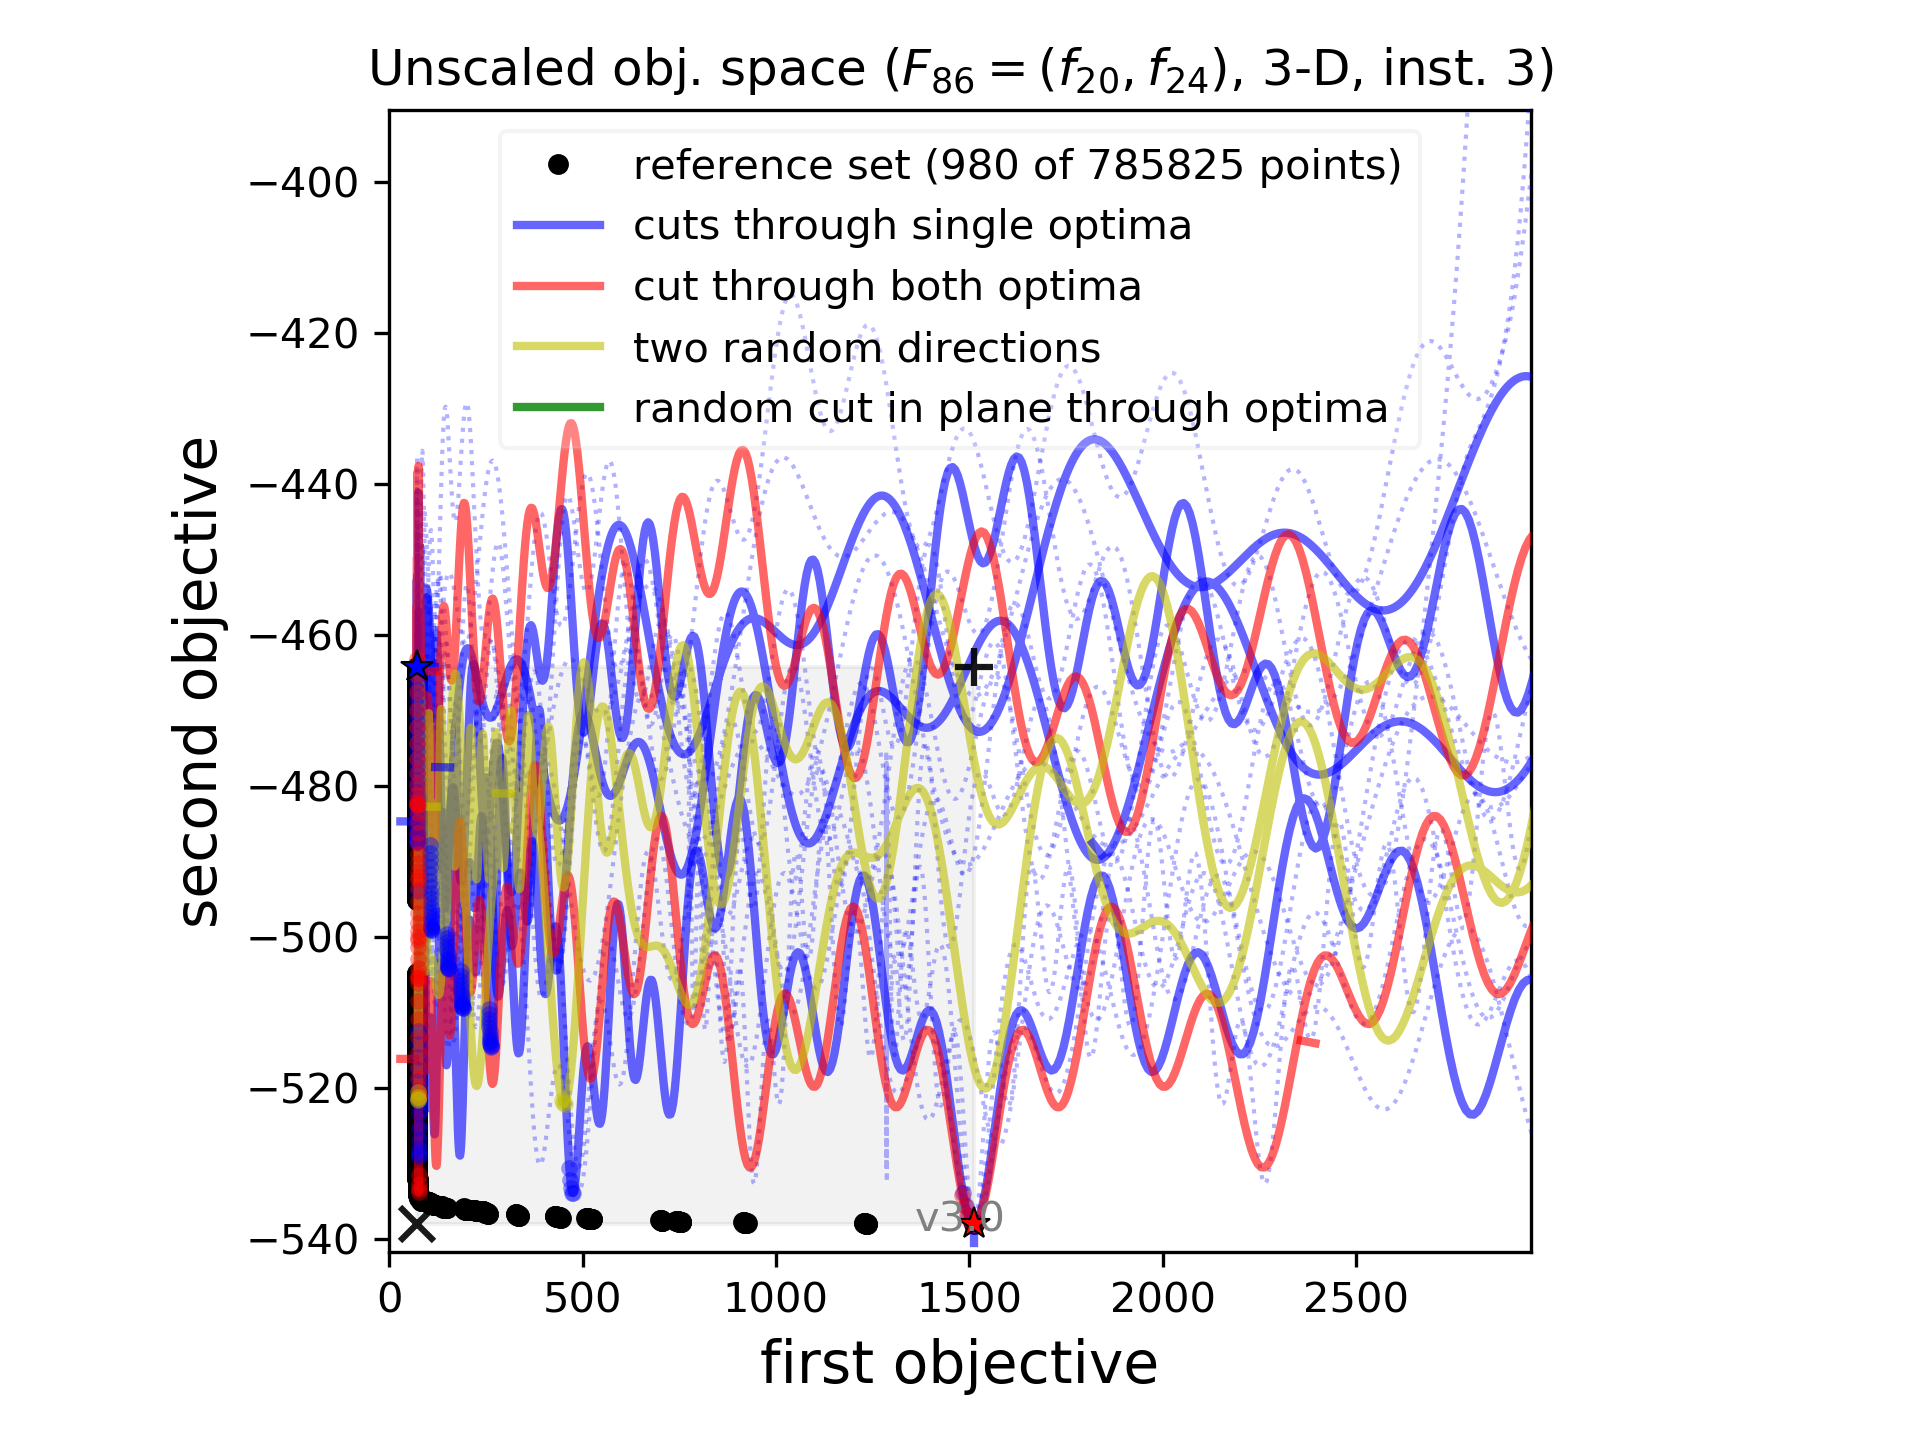 Unscaled obj. space (F86 = (f20, f24), 3-D, inst. 3)
reference set (980 of 785825 points)
cuts through single optima
cut through both optima
two random directions
random cut in plane through optima
−400
−420
−440
−460
−480
−500
−520
−540
second objective
v3.0
0 500 1000 1500 2000 2500
first objective